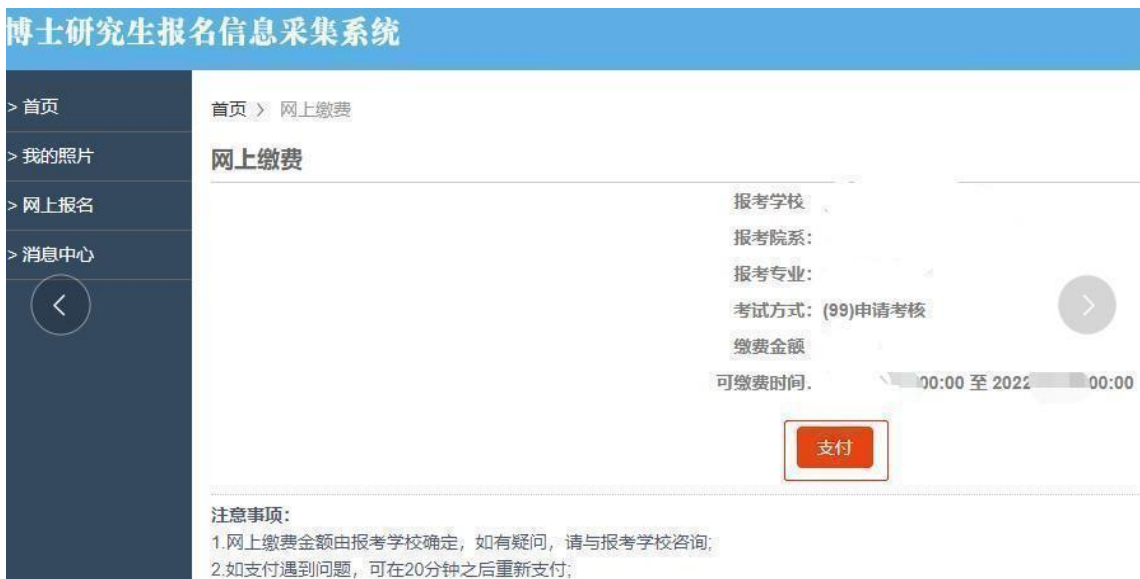 博士研究生报名信息采集系统
> 首页
> 我的照片
> 网上报名
> 消息中心
首页 > 网上缴费
网上缴费
报考学校
报考院系：
报考专业：
考试方式：(99)申请考核
缴费金额
可缴费时间. 00:00 至 2022 00:00
支付
注意事项：
1.网上缴费金额由报考学校确定，如有疑问，请与报考学校咨询;
2.如支付遇到问题，可在20分钟之后重新支付;